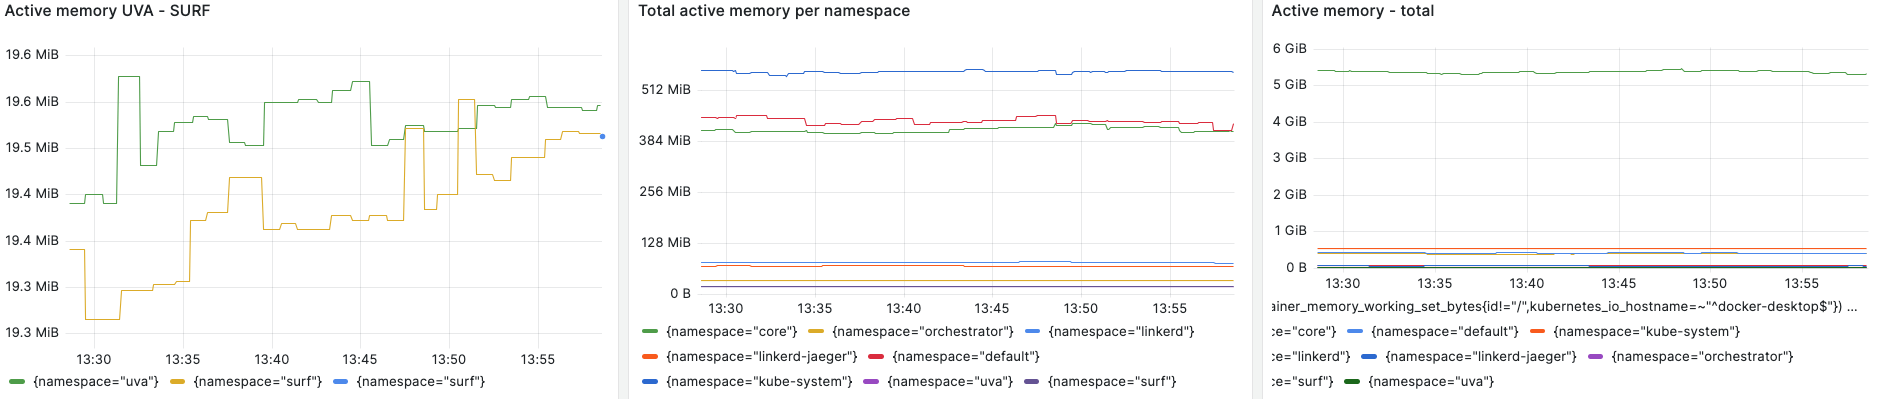 Active memory UVA - SURF
19.6 MiB
19.6 MiB
19.5 MiB
19.4 MiB
19.4 MiB
19.3 MiB
19.3 MiB
13:30 13:35 13:40 13:45 13:50 13:55
{namespace="uva"} {namespace="surf"} {namespace="surf"}
Total active memory per namespace
512 MiB
384 MiB
256 MiB
128 MiB
0 B
13:30 13:35 13:40 13:45 13:50 13:55
{namespace="core"} {namespace="orchestrator"} {namespace="linkerd"}
{namespace="linkerd-jaeger"} {namespace="default"}
{namespace="kube-system"} {namespace="uva"} {namespace="surf"}
Active memory - total
6 GiB
5 GiB
4 GiB
3 GiB
2 GiB
1 GiB
0 B
13:30 13:35 13:40 13:45 13:50 13:55
ainer_memory_working_set_bytes{id!="/",kubernetes_io_hostname=~"^docker-desktop$"}) ...
ce="core"} {namespace="default"} {namespace="kube-system"}
ce="linkerd"} {namespace="linkerd-jaeger"} {namespace="orchestrator"}
ce="surf"} {namespace="uva"}